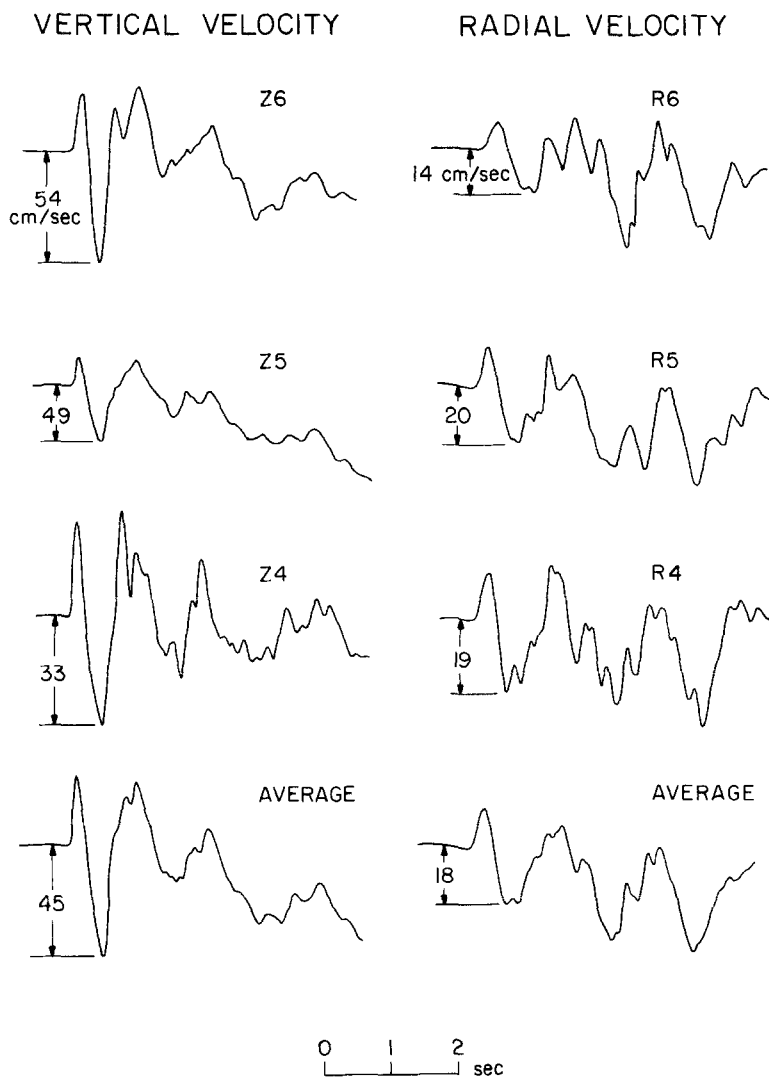 VERTICAL VELOCITY
RADIAL VELOCITY
Z6
R6
54
cm/sec
14 cm/sec
Z5
R5
49
20
Z4
R4
33
19
AVERAGE
AVERAGE
45
18
0 1 2
sec